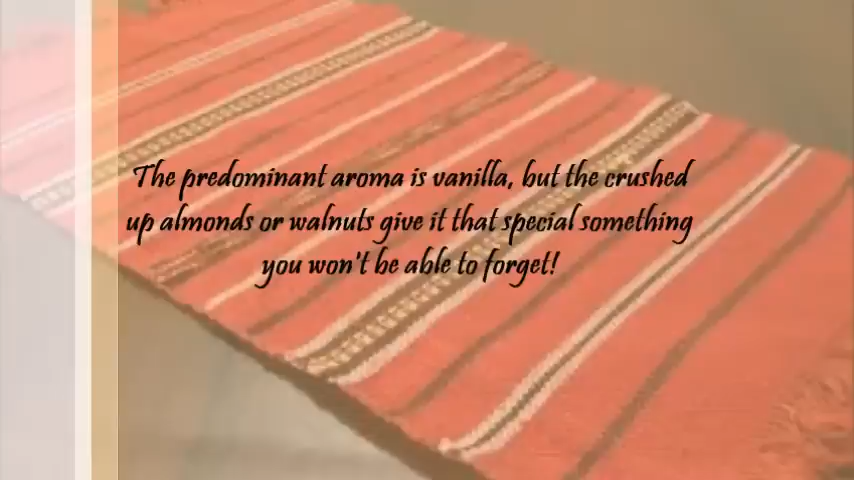 The predominant aroma is vanilla, but the crushed
up almonds or walnuts give it that special something
you won't be able to forget!